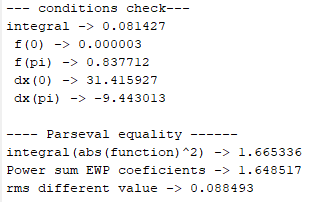 --- conditions check---
integral -> 0.081427
f(0) -> 0.000003
f(pi) -> 0.837712
dx(0) -> 31.415927
dx(pi) -> -9.443013
---- Parseval equality ------
integral(abs(function)^2) -> 1.665336
Power sum EWP coeficients -> 1.648517
rms different value -> 0.088493